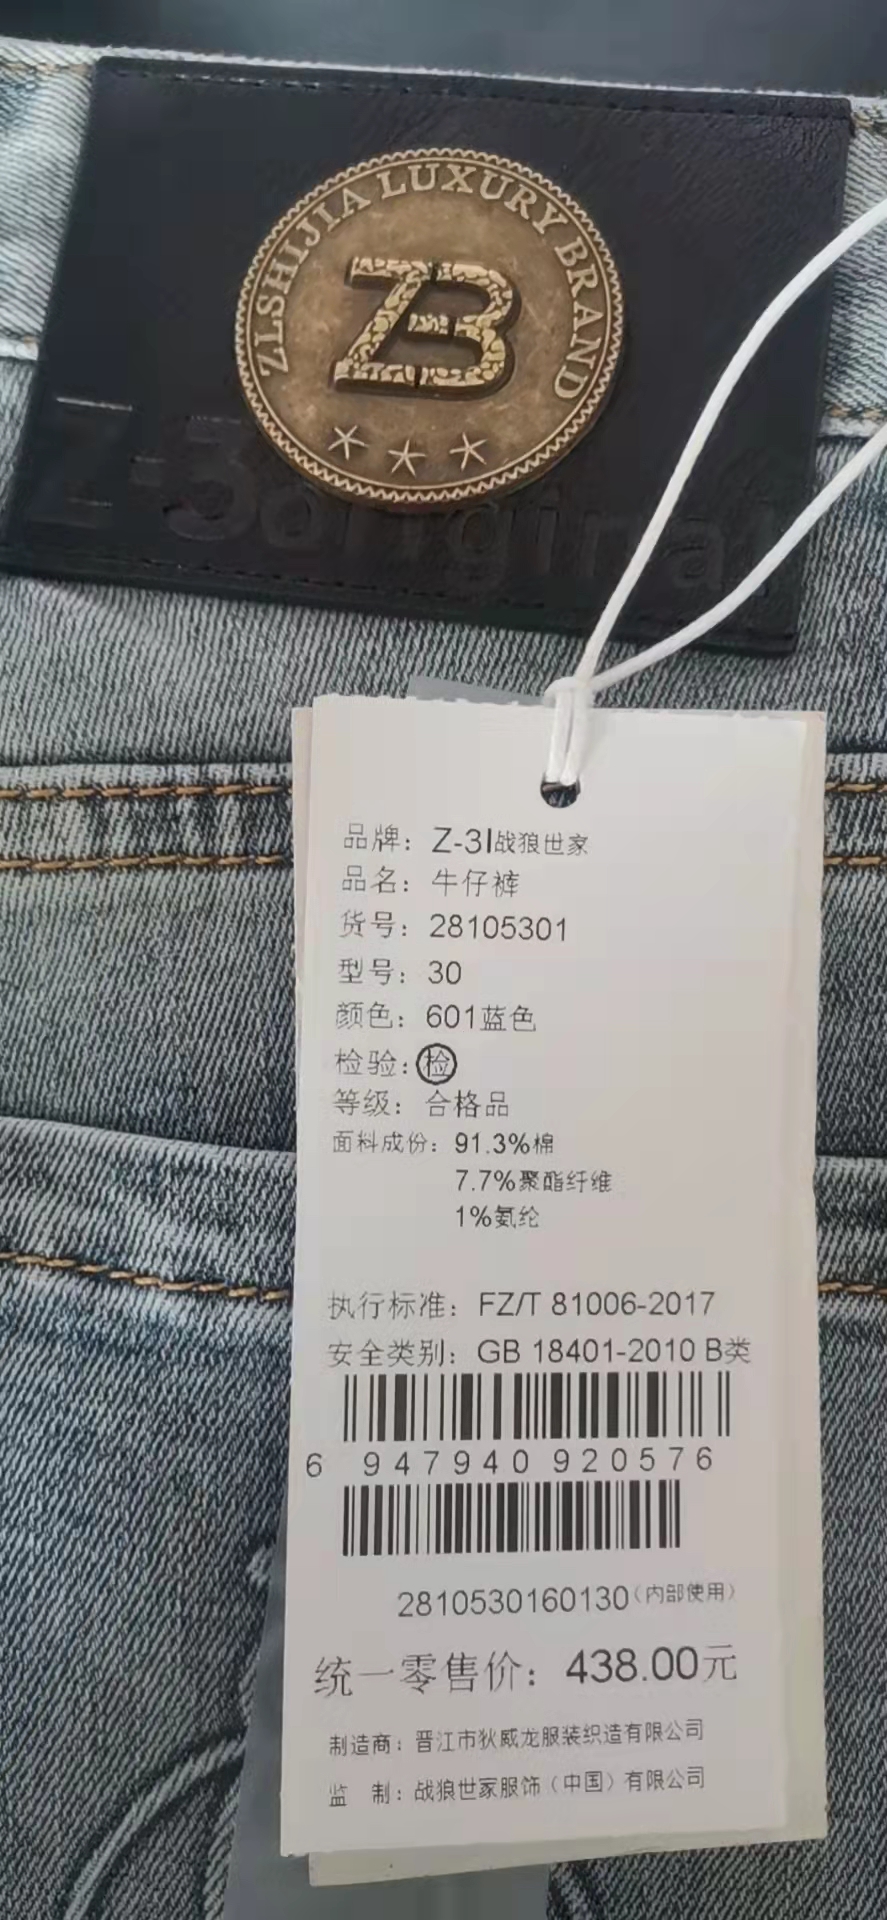 ZLSHIJIA LUXURY BRAND
Z3
Z-3original
品牌：Z-3I战狼世家
品名：牛仔裤
货号：28105301
型号：30
颜色：601蓝色
检验：检
等级：合格品
面料成份：91.3%棉
7.7%聚酯纤维
1%氨纶
执行标准：FZ/T 81006-2017
安全类别：GB 18401-2010 B类
6 947940 920576
2810530160130（内部使用）
统一零售价：438.00元
制造商：晋江市狄威龙服装织造有限公司
监 制：战狼世家服饰（中国）有限公司